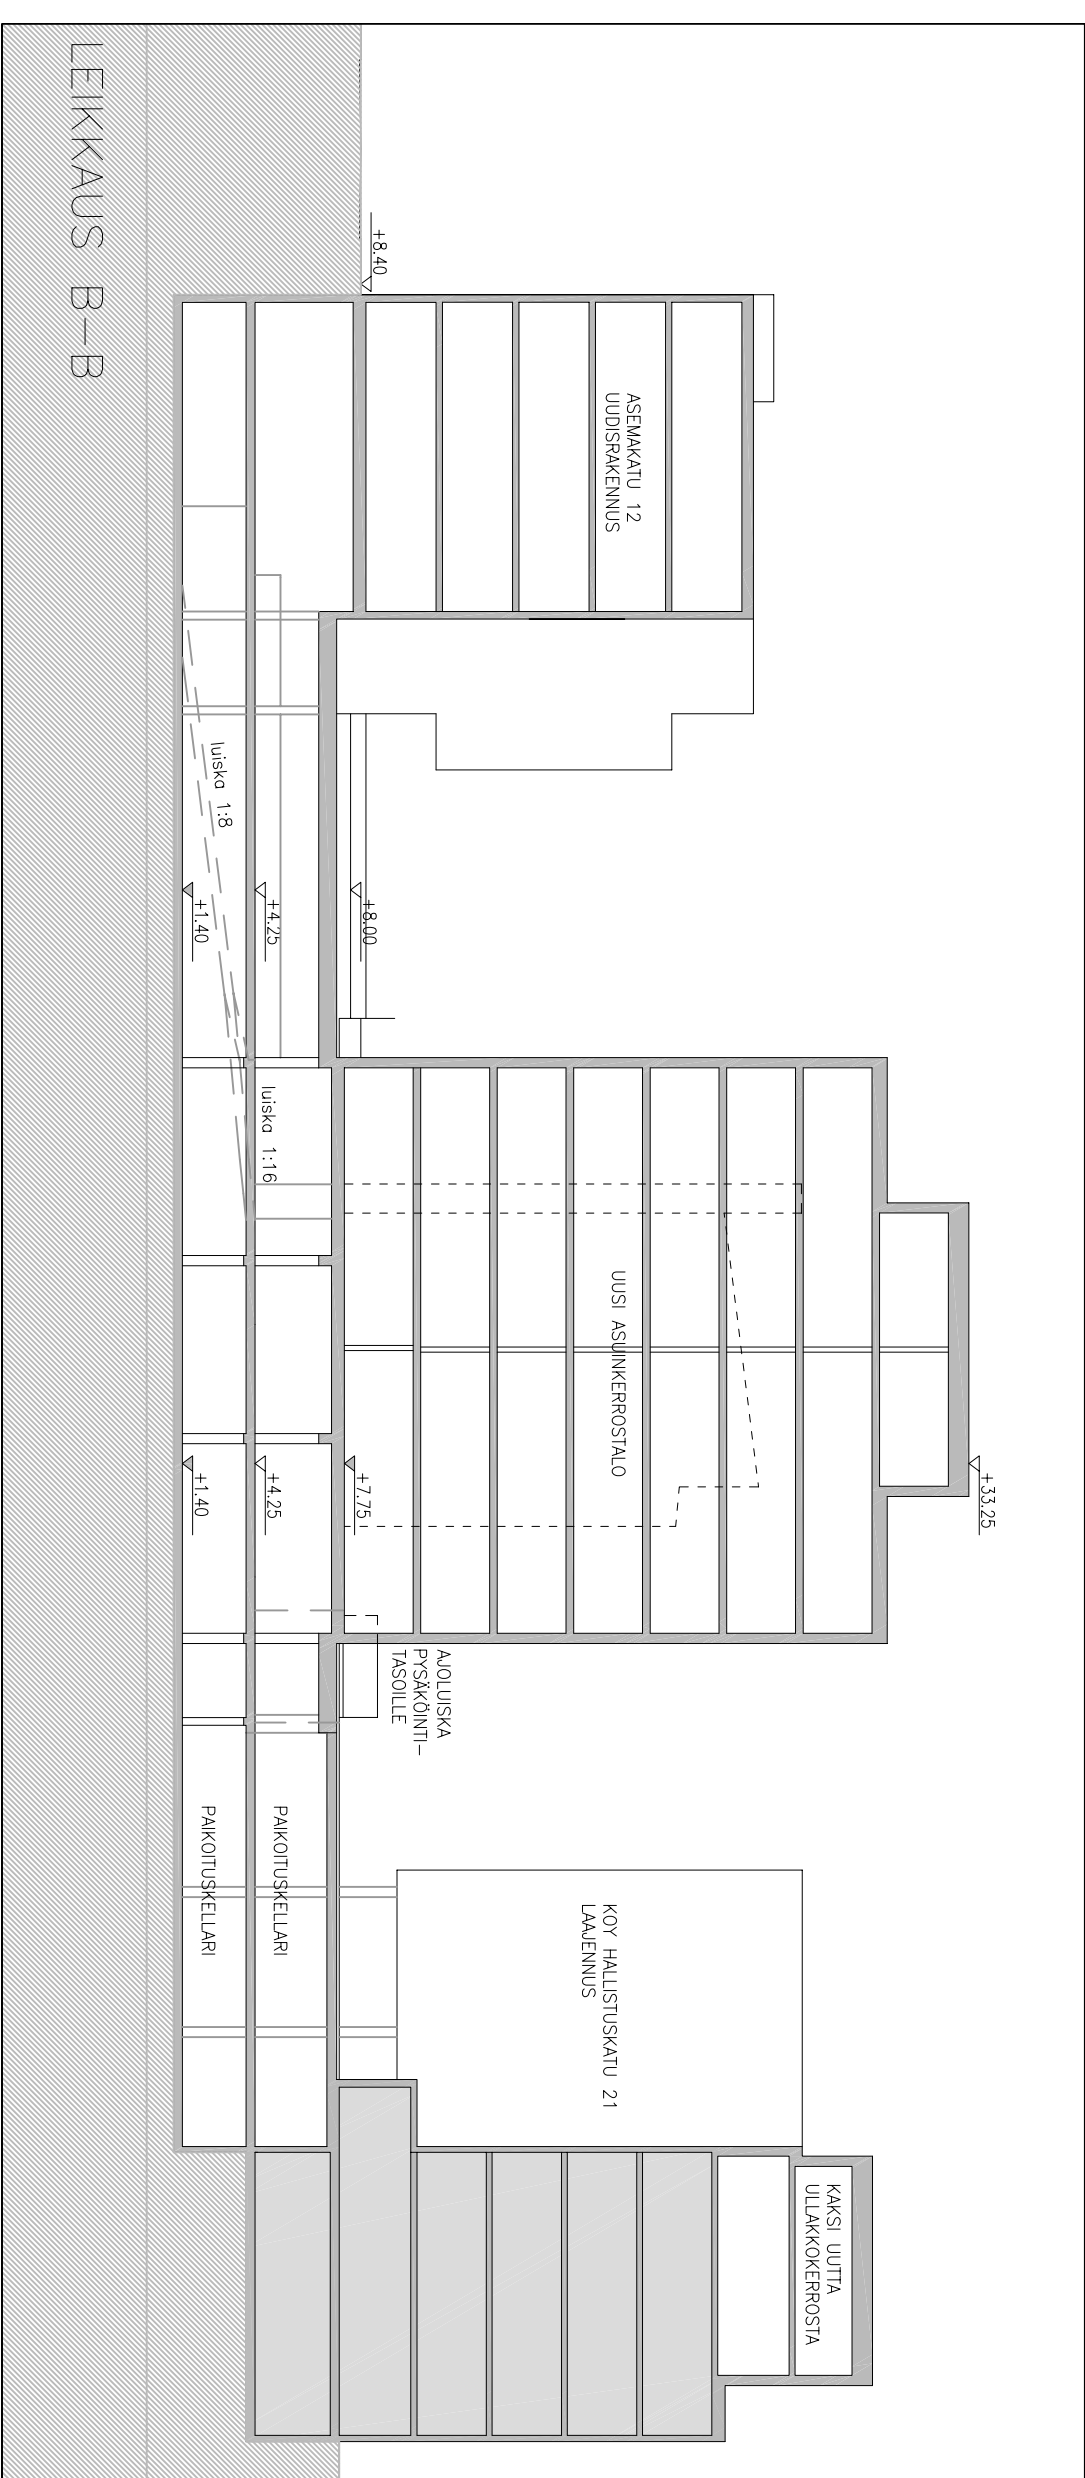 +33.25
KAKSI UUTTA
ULLAKKOKERROSTA
ASEMAKATU 12
UUDISRAKENNUS
UUSI ASUINKERROSTALO
KOY HALLISTUSKATU 21
LAAJENNUS
AJOLUISKA
PYSÄKÖINTI-
TASOILLE
+8.40
+8.00
+7.75
+4.25
luiska 1:16
+4.25
PAIKOITUSKELLARI
luiska 1:8
+1.40
+1.40
PAIKOITUSKELLARI
LEIKKAUS B-B